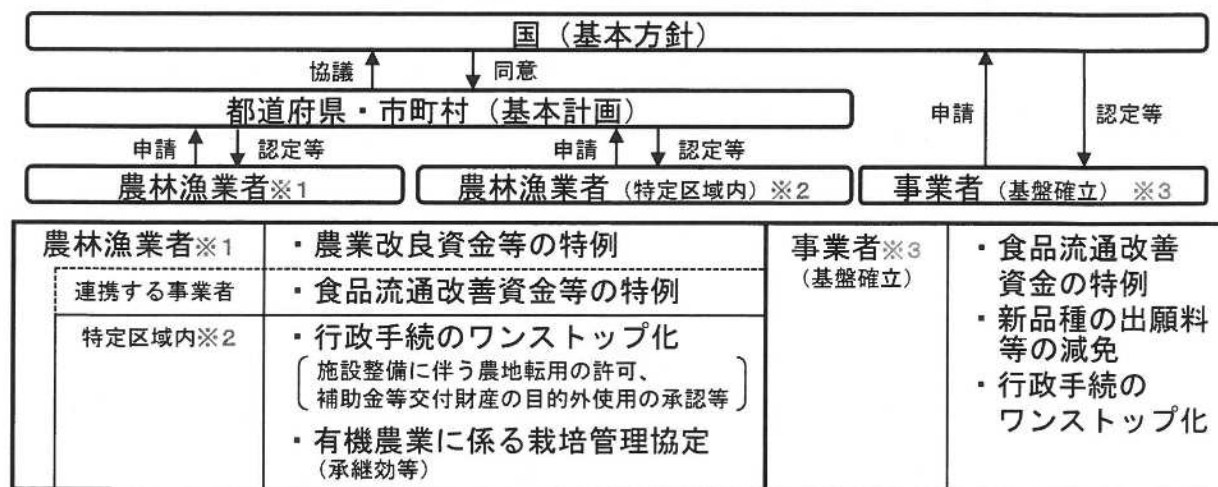 国（基本方針）
協議
同意
都道府県・市町村（基本計画）
申請
認定等
申請
認定等
申請
認定等
農林漁業者※1
農林漁業者（特定区域内）※2
事業者（基盤確立）※3
農林漁業者※1
・農業改良資金等の特例
連携する事業者
・食品流通改善資金等の特例
特定区域内※2
・行政手続のワンストップ化
施設整備に伴う農地転用の許可、
補助金等交付財産の目的外使用の承認等
・有機農業に係る栽培管理協定
（承継効等）
事業者※3
（基盤確立）
・食品流通改善
資金の特例
・新品種の出願料
等の減免
・行政手続の
ワンストップ化